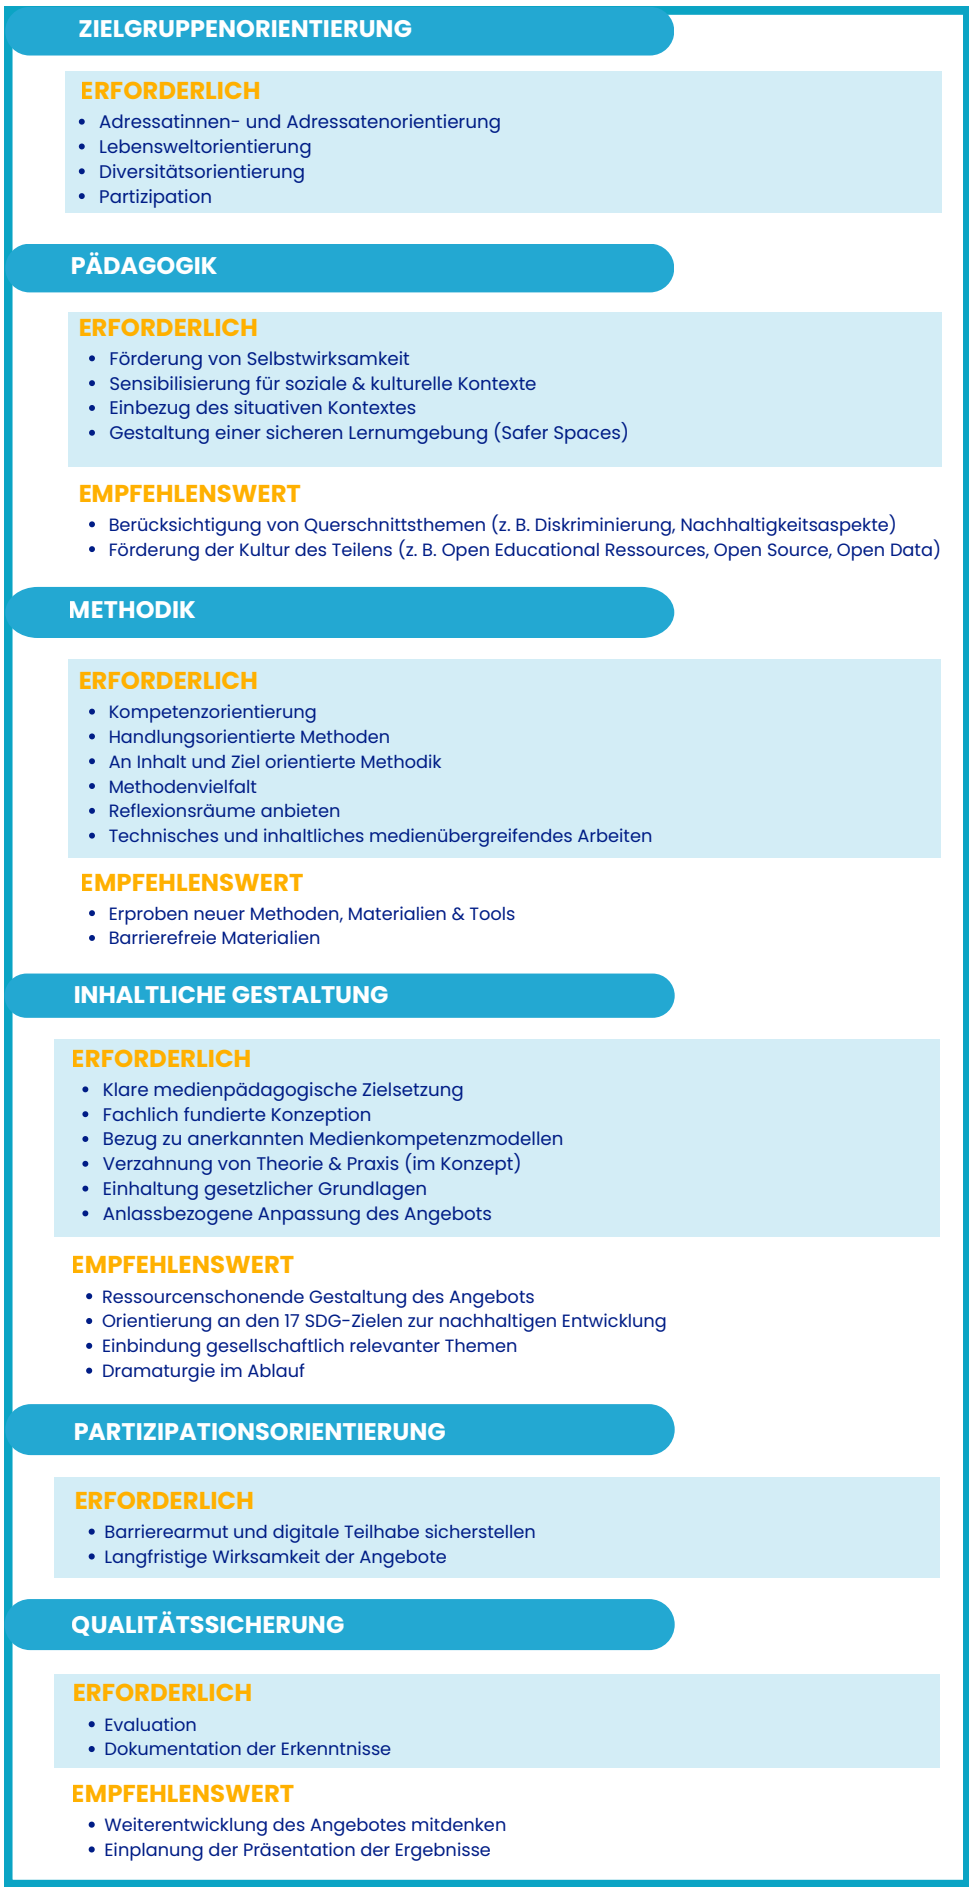 ZIELGRUPPENORIENTIERUNG
ERFORDERLICH
• Adressatinnen- und Adressatenorientierung
• Lebensweltorientierung
• Diversitätsorientierung
• Partizipation
PÄDAGOGIK
ERFORDERLICH
• Förderung von Selbstwirksamkeit
• Sensibilisierung für soziale & kulturelle Kontexte
• Einbezug des situativen Kontextes
• Gestaltung einer sicheren Lernumgebung (Safer Spaces)
EMPFEHLENSWERT
• Berücksichtigung von Querschnittsthemen (z. B. Diskriminierung, Nachhaltigkeitsaspekte)
• Förderung der Kultur des Teilens (z. B. Open Educational Ressources, Open Source, Open Data)
METHODIK
ERFORDERLICH
• Kompetenzorientierung
• Handlungsorientierte Methoden
• An Inhalt und Ziel orientierte Methodik
• Methodenvielfalt
• Reflexionsräume anbieten
• Technisches und inhaltliches medienübergreifendes Arbeiten
EMPFEHLENSWERT
• Erproben neuer Methoden, Materialien & Tools
• Barrierefreie Materialien
INHALTLICHE GESTALTUNG
ERFORDERLICH
• Klare medienpädagogische Zielsetzung
• Fachlich fundierte Konzeption
• Bezug zu anerkannten Medienkompetenzmodellen
• Verzahnung von Theorie & Praxis (im Konzept)
• Einhaltung gesetzlicher Grundlagen
• Anlassbezogene Anpassung des Angebots
EMPFEHLENSWERT
• Ressourcenschonende Gestaltung des Angebots
• Orientierung an den 17 SDG-Zielen zur nachhaltigen Entwicklung
• Einbindung gesellschaftlich relevanter Themen
• Dramaturgie im Ablauf
PARTIZIPATIONSORIENTIERUNG
ERFORDERLICH
• Barrierearmut und digitale Teilhabe sicherstellen
• Langfristige Wirksamkeit der Angebote
QUALITÄTSSICHERUNG
ERFORDERLICH
• Evaluation
• Dokumentation der Erkenntnisse
EMPFEHLENSWERT
• Weiterentwicklung des Angebotes mitdenken
• Einplanung der Präsentation der Ergebnisse